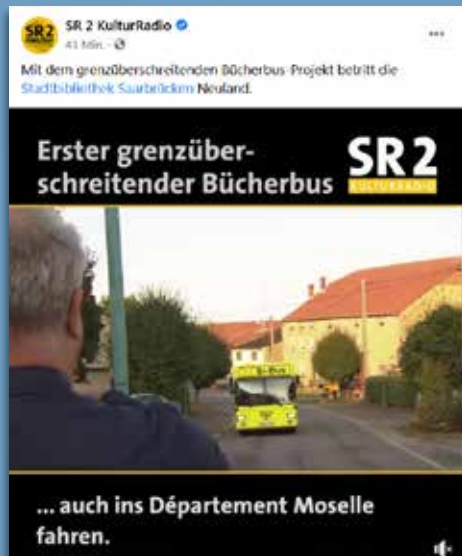 SR 2 KulturRadio
41 Min.
Mit dem grenzüberschreitenden Bücherbus-Projekt betritt die
Stadtbibliothek Saarbrücken Neuland.
Erster grenzüber-
schreitender Bücherbus
SR 2
KULTURRADIO
... auch ins Département Moselle
fahren.